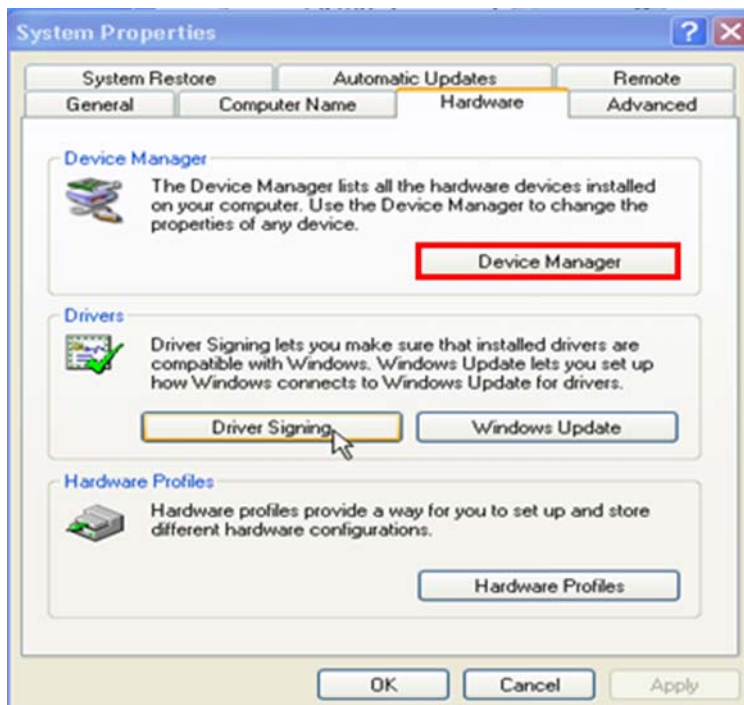 System Properties
System Restore
Automatic Updates
Remote
General
Computer Name
Hardware
Advanced
Device Manager
The Device Manager lists all the hardware devices installed
on your computer. Use the Device Manager to change the
properties of any device.
Device Manager
Drivers
Driver Signing lets you make sure that installed drivers are
compatible with Windows. Windows Update lets you set up
how Windows connects to Windows Update for drivers.
Driver Signing
Windows Update
Hardware Profiles
Hardware profiles provide a way for you to set up and store
different hardware configurations.
Hardware Profiles
OK
Cancel
Apply